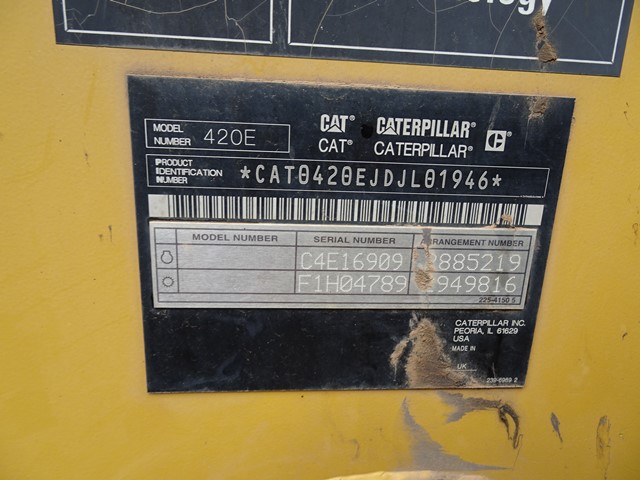 MODEL NUMBER 420E
CAT CATERPILLAR C
CAT® CATERPILLAR®
PRODUCT IDENTIFICATION NUMBER *CAT0420EJDJL01946*
MODEL NUMBER SERIAL NUMBER ARRANGEMENT NUMBER
C4E16909 885219
F1H04789 949816
225-4150 5
CATERPILLAR INC.
PEORIA, IL 61629
USA
MADE IN
UK